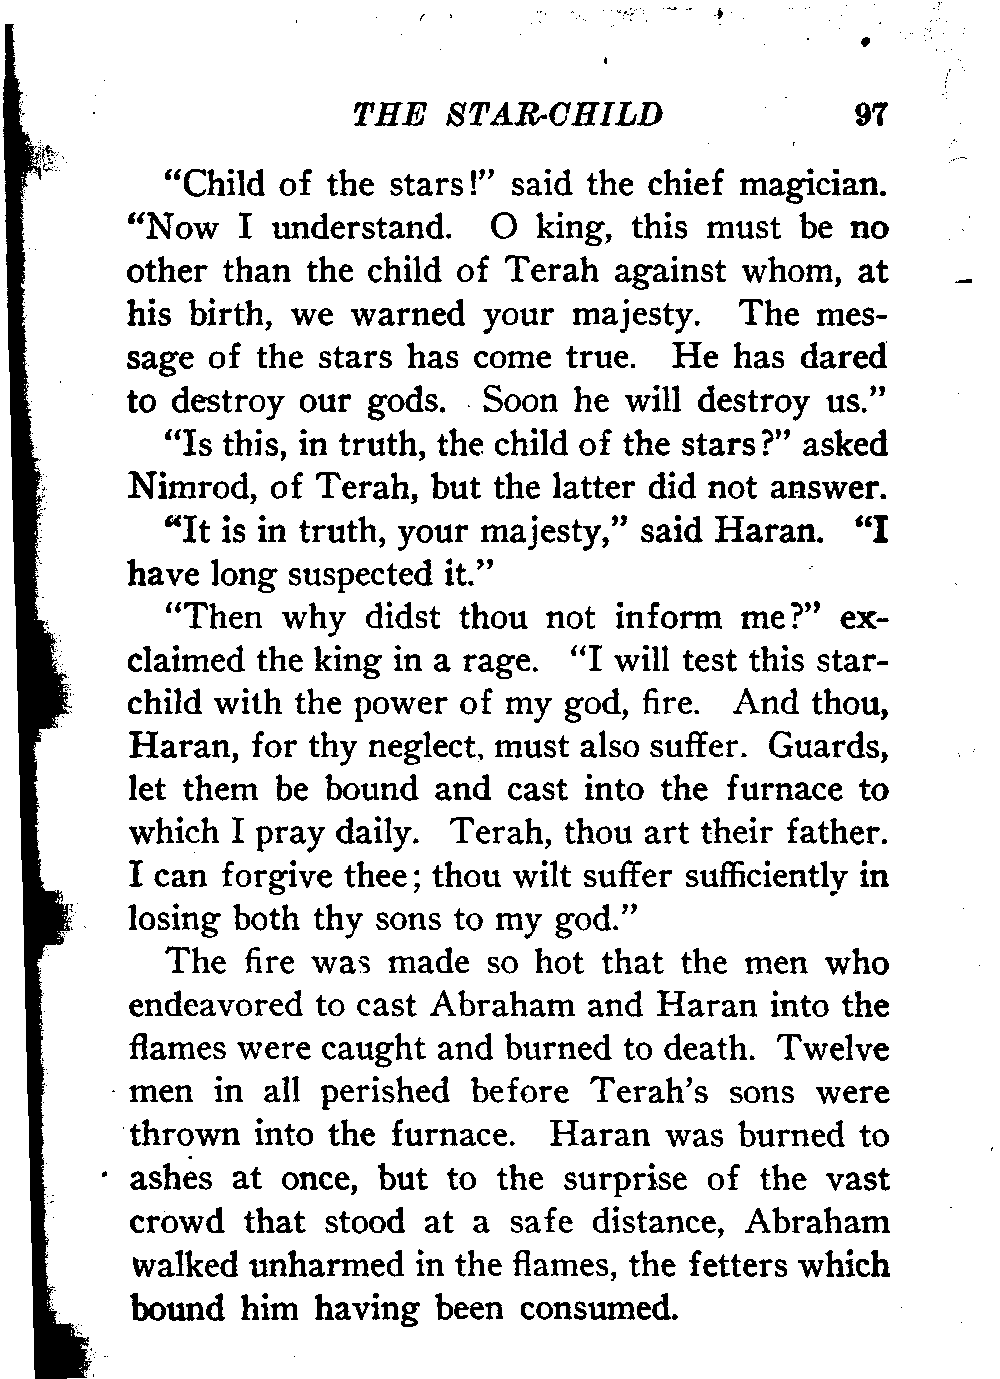 THE STAR-CHILD 97
"Child of the stars!" said the chief magician.
"Now I understand. O king, this must be no
other than the child of Terah against whom, at
his birth, we warned your majesty. The mes-
sage of the stars has come true. He has dared
to destroy our gods. Soon he will destroy us."
"Is this, in truth, the child of the stars?" asked
Nimrod, of Terah, but the latter did not answer.
"It is in truth, your majesty," said Haran. "I
have long suspected it."
"Then why didst thou not inform me?" ex-
claimed the king in a rage. "I will test this star-
child with the power of my god, fire. And thou,
Haran, for thy neglect, must also suffer. Guards,
let them be bound and cast into the furnace to
which I pray daily. Terah, thou art their father.
I can forgive thee; thou wilt suffer sufficiently in
losing both thy sons to my god."
The fire was made so hot that the men who
endeavored to cast Abraham and Haran into the
flames were caught and burned to death. Twelve
men in all perished before Terah's sons were
thrown into the furnace. Haran was burned to
ashes at once, but to the surprise of the vast
crowd that stood at a safe distance, Abraham
walked unharmed in the flames, the fetters which
bound him having been consumed.